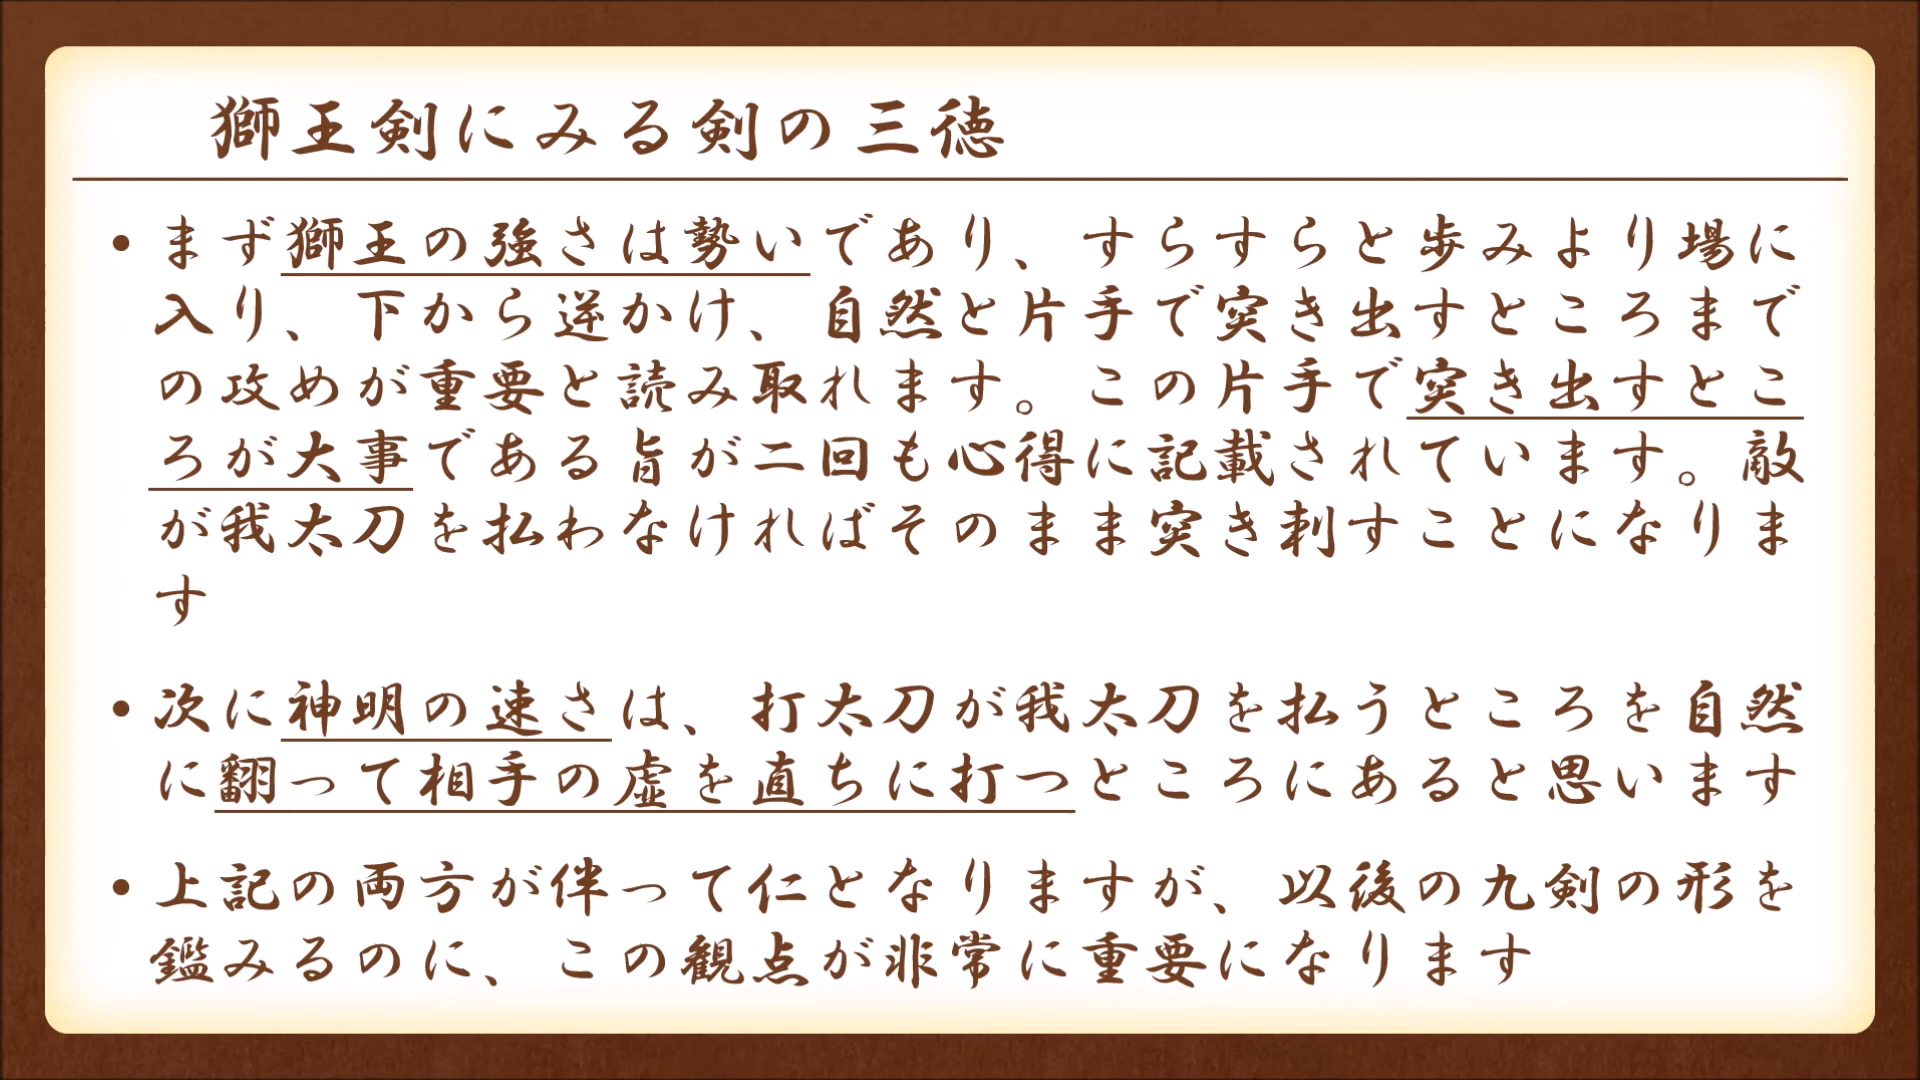 獅王剣にみる剣の三徳
• まず獅王の強さは勢いであり、すらすらと歩みより場に
入り、下から逆かけ、自然と片手で突き出すところまで
の攻めが重要と読み取れます。この片手で突き出すとこ
ろが大事である旨が二回も心得に記載されています。敵
が我太刀を払わなければそのまま突き刺すことになりま
す
• 次に神明の速さは、打太刀が我太刀を払うところを自然
に翻って相手の虚を直ちに打つところにあると思います
• 上記の両方が伴って仁となりますが、以後の九剣の形を
鑑みるのに、この観点が非常に重要になります